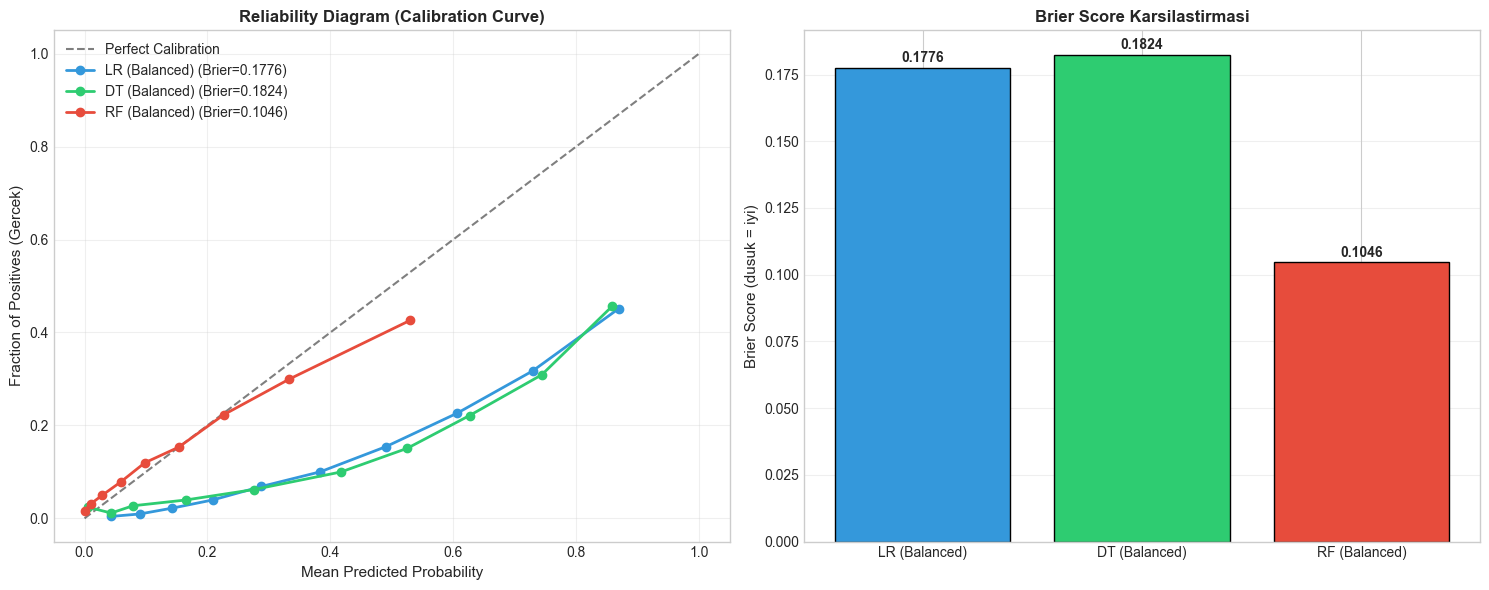 Reliability Diagram (Calibration Curve)
Perfect Calibration
LR (Balanced) (Brier=0.1776)
DT (Balanced) (Brier=0.1824)
RF (Balanced) (Brier=0.1046)
Fraction of Positives (Gercek)
1.0
0.8
0.6
0.4
0.2
0.0
0.0 0.2 0.4 0.6 0.8 1.0
Mean Predicted Probability
Brier Score Karsilastirmasi
Brier Score (dusuk = iyi)
0.175
0.150
0.125
0.100
0.075
0.050
0.025
0.000
0.1776
0.1824
0.1046
LR (Balanced) DT (Balanced) RF (Balanced)